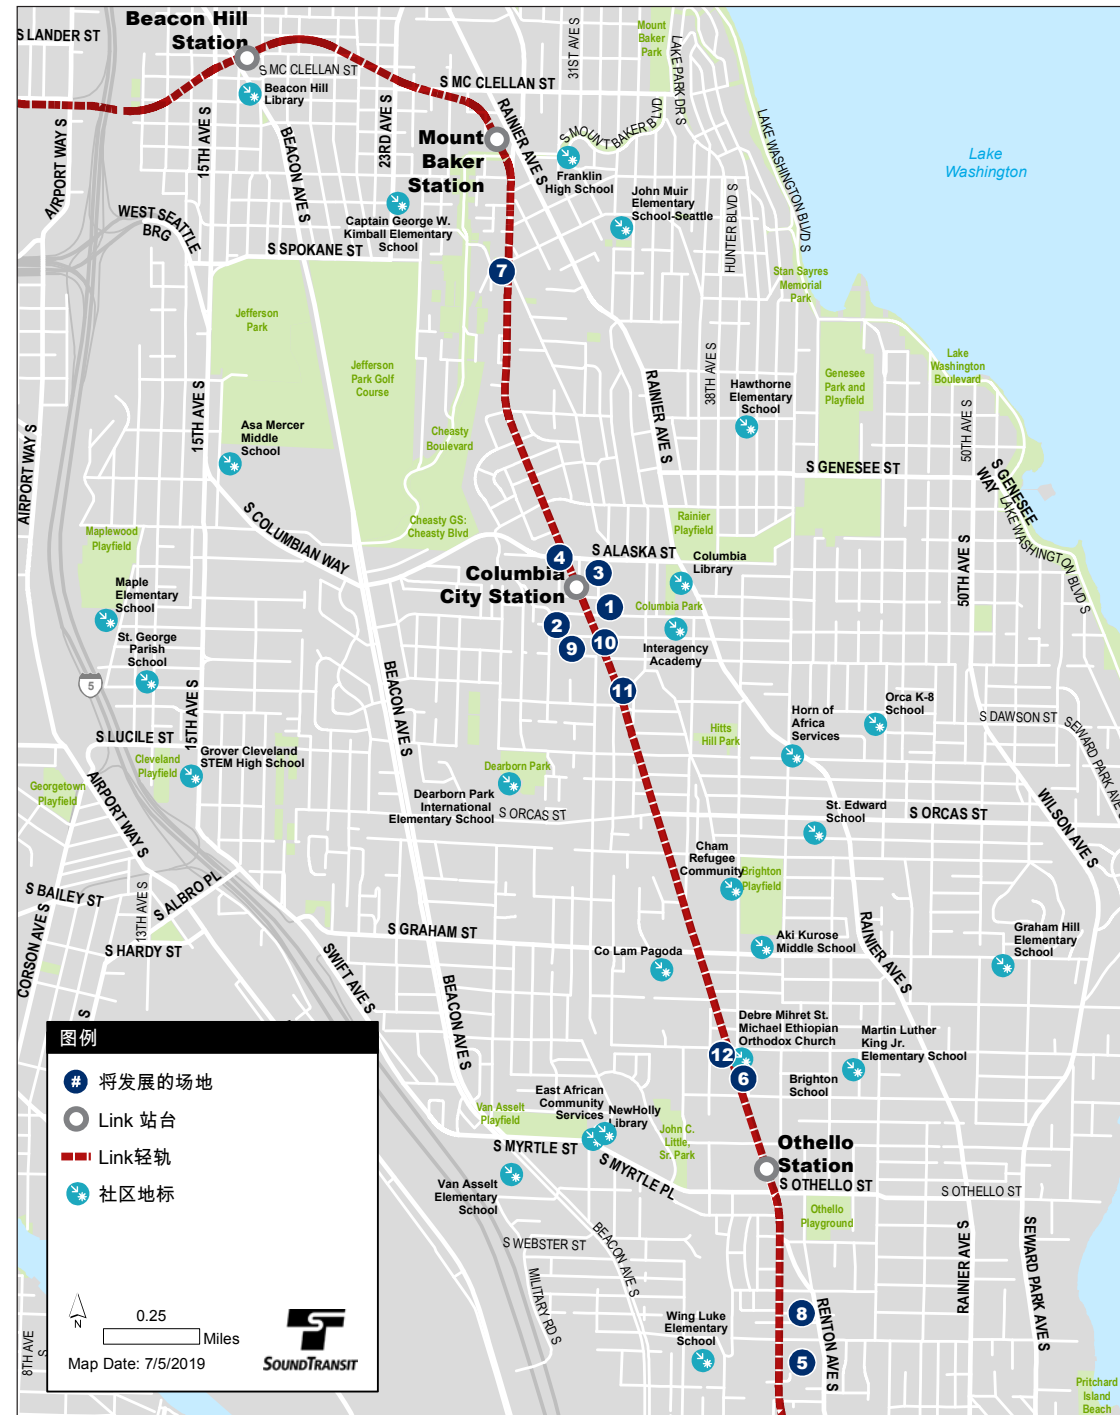 Beacon Hill
Station
S LANDER ST
S MC CLELLAN ST
Beacon Hill
Library
AIRPORT WAY S
15TH AVE S
BEACON AVE S
23RD AVE S
S MC CLELLAN ST
31ST AVE S
Mount
Baker
Park
LAKE PARK DR S
RAINIER AVE S
S MOUNT BAKER BLVD
LAKE WASHINGTON BLVD S
Lake
Washington
Mount
Baker
Station
Franklin
High School
John Muir
Elementary
School-Seattle
HUNTER BLVD S
Captain George W.
Kimball Elementary
School
WEST SEATTLE
BRG
S SPOKANE ST
7
Stan Sayres
Memorial
Park
Jefferson
Park
Jefferson
Park Golf
Course
Cheasty
Boulevard
Cheasty GS:
Cheasty Blvd
38TH AVE S
RAINIER AVE S
Hawthorne
Elementary
School
Genesee
Park and
Playfield
Lake
Washington
Boulevard
50TH AVE S
S GENESEE ST
S GENESEE
WAY
LAKE WASHINGTON BLVD S
15TH AVE S
Asa Mercer
Middle
School
AIRPORT WAY S
S COLUMBIAN WAY
Maplewood
Playfield
Maple
Elementary
School
St. George
Parish
School
5
Rainier
Playfield
S ALASKA ST
Columbia
Library
Columbia
City Station
4
3
1
2
9
10
11
Columbia Park
Interagency
Academy
50TH AVE S
Orca K-8
School
Horn of
Africa
Services
S DAWSON ST
SEWARD PARK AVE S
Hitts
Hill Park
BEACON AVE S
15TH AVE S
S LUCILE ST
Grover Cleveland
STEM High School
Cleveland
Playfield
Georgetown
Playfield
AIRPORT WAY S
Dearborn Park
Dearborn Park
International
Elementary School
S ORCAS ST
S ORCAS ST
St. Edward
School
WILSON AVE S
Cham
Refugee
Community
Brighton
Playfield
S BAILEY ST
13TH AVE S
S ALBRO PL
S HARDY ST
CORSON AVE S
SWIFT AVE S
S GRAHAM ST
Co Lam Pagoda
Aki Kurose
Middle School
RAINIER AVE S
Graham Hill
Elementary
School
BEACON AVE S
Debre Mihret St.
Michael Ethiopian
Orthodox Church
12
6
Martin Luther
King Jr.
Elementary School
Brighton
School
East African
Community
Services
NewHolly
Library
Van Asselt
Playfield
S MYRTLE ST
S MYRTLE PL
John C.
Little,
Sr. Park
Othello
Station
S OTHELLO ST
S OTHELLO ST
Othello
Playground
Van Asselt
Elementary
School
S WEBSTER ST
BEACON AVE S
MILITARY RD S
Wing Luke
Elementary
School
8
5
RENTON AVE S
RAINIER AVE S
SEWARD PARK AVE S
Pritchard
Island
Beach
S
8TH AVE
S
图例
# 将发展的场地
Link 站台
Link轻轨
社区地标
N
0.25
Miles
Map Date: 7/5/2019
SOUNDTRANSIT